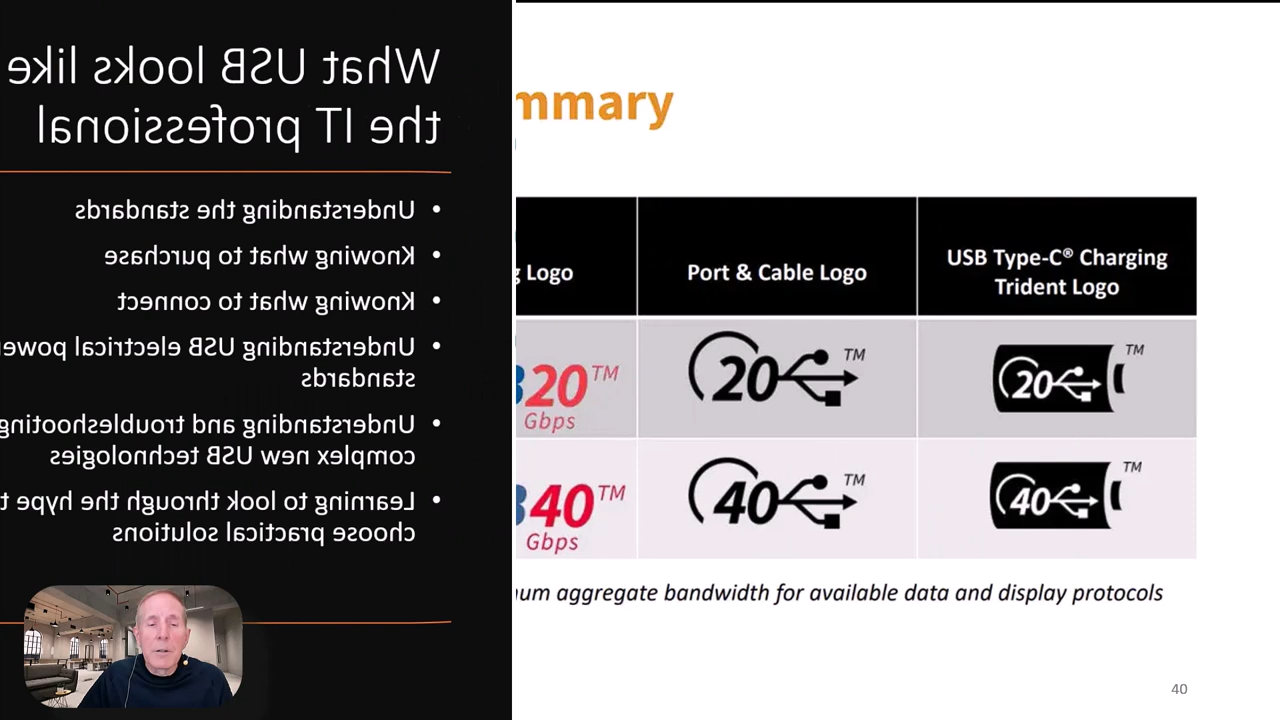 What USB looks like
the IT professional
• Understanding the standards
• Knowing what to purchase
• Knowing what to connect
• Understanding USB electrical power
standards
• Understanding and troubleshooting
complex new USB technologies
• Learning to look through the hype t
choose practical solutions
mmary
g Logo
Port & Cable Logo
USB Type-C® Charging
Trident Logo
20™
Gbps
20 ™
20 ™
40™
Gbps
40 ™
40 ™
num aggregate bandwidth for available data and display protocols
40